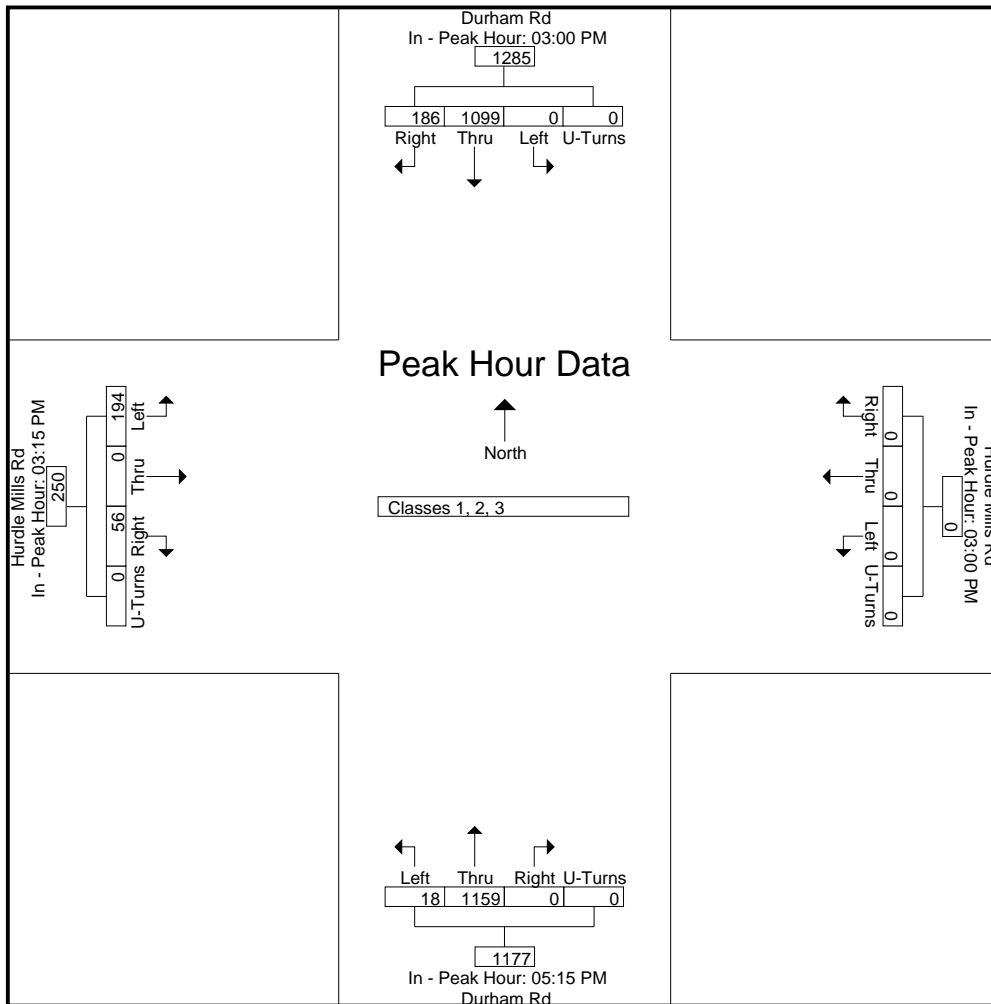 Durham Rd
In - Peak Hour: 03:00 PM
1285
186 1099 0 0
Right Thru Left U-Turns
Peak Hour Data
North
Classes 1, 2, 3
Hurdle Mills Rd
In - Peak Hour: 03:15 PM
250
194 0 56 0
Left Thru Right U-Turns
Right Thru Left U-Turns
0 0 0 0
0
In - Peak Hour: 03:00 PM
Hurdle Mills Rd
Left Thru Right U-Turns
18 1159 0 0
1177
In - Peak Hour: 05:15 PM
Durham Rd